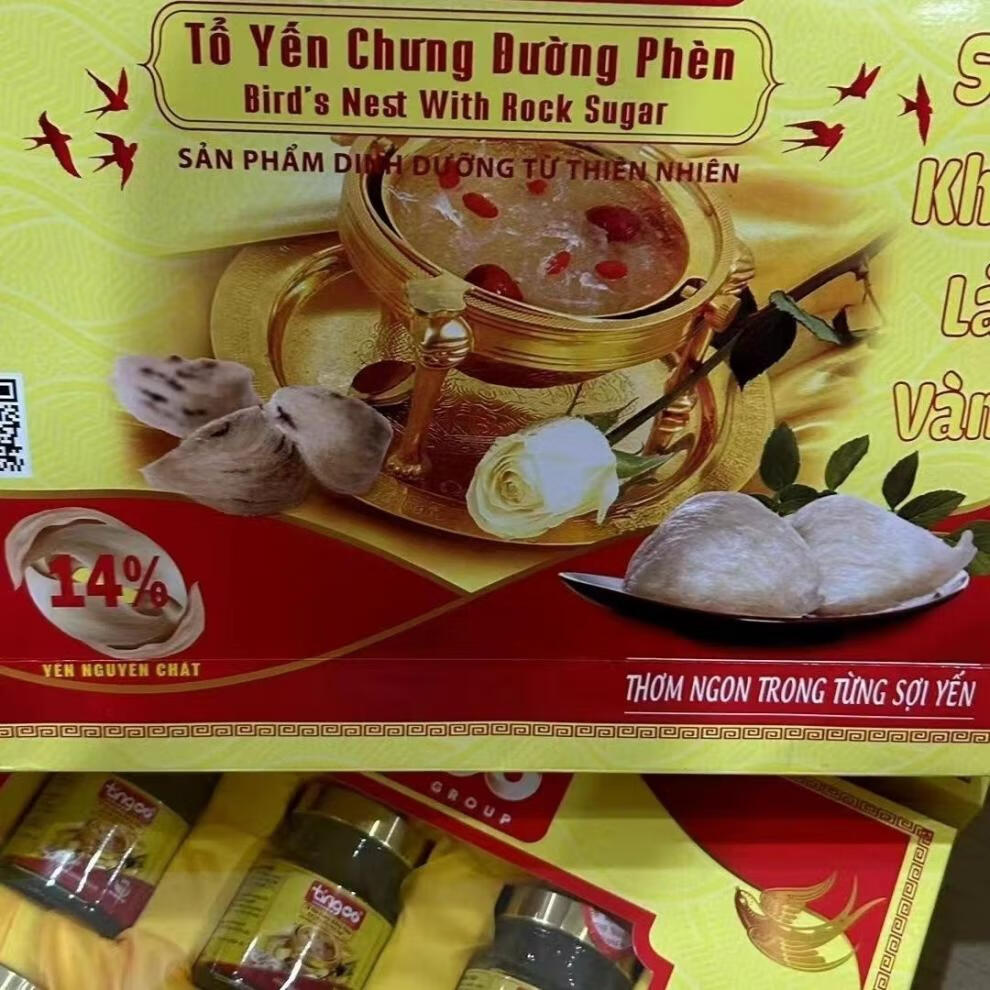 Tổ Yến Chưng Đường Phèn
Bird's Nest With Rock Sugar
SẢN PHẨM DINH DƯỠNG TỪ THIÊN NHIÊN
14%
YẾN NGUYÊN CHẤT
THƠM NGON TRONG TỪNG SỢI YẾN
GROUP